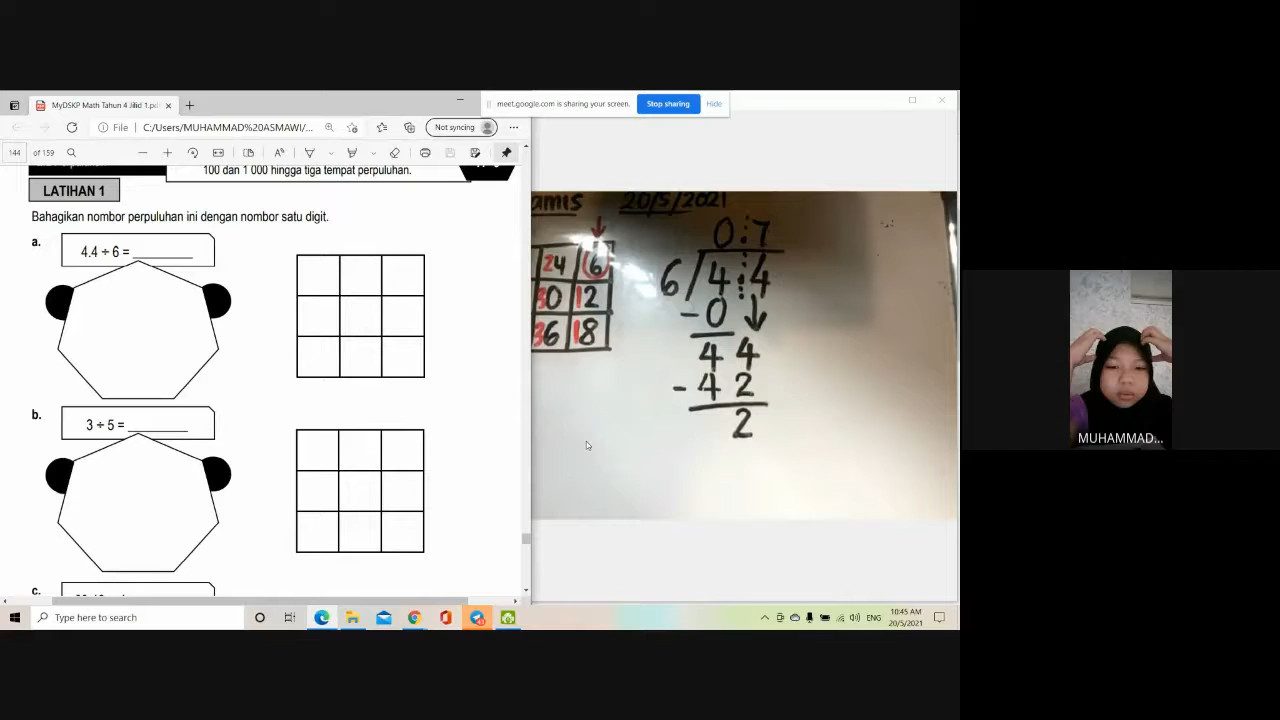 MyDSKP Math Tahun 4 Jilid 1.pd
meet.google.com is sharing your screen.
Stop sharing
Hide
File
C:/Users/MUHAMMAD%20ASMAWI/...
Not syncing
144 of 159
100 dan 1 000 hingga tiga tempat perpuluhan.
LATIHAN 1
Bahagikan nombor perpuluhan ini dengan nombor satu digit.
a.
4.4 ÷ 6 = ________
b.
3 ÷ 5 = ________
c.
amis 20/5/2021
24 6
30 12
36 18
0.7
6 / 4.4
- 0
4 4
- 4 2
2
MUHAMMAD...
Type here to search
ENG
10:45 AM
20/5/2021